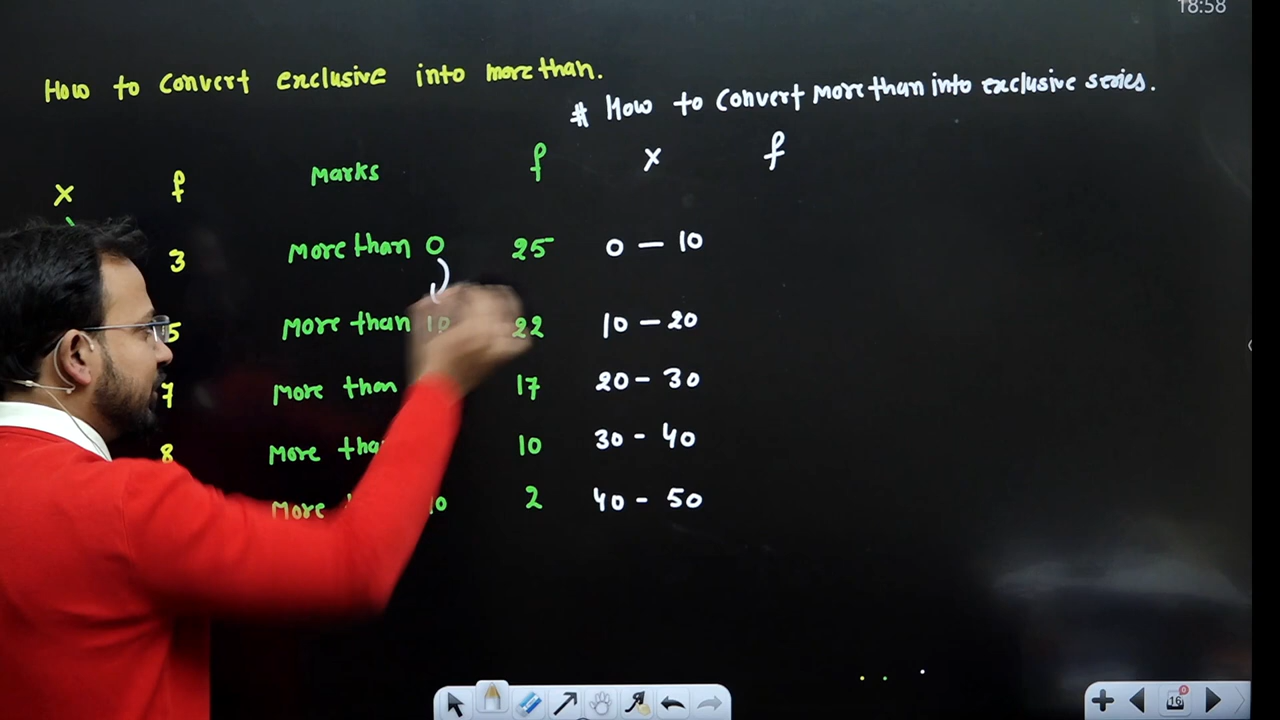 18:58
How to convert exclusive into more than.
# How to convert more than into exclusive series.
x f Marks f x f
3 More than 0 25 0 — 10
5 More than 10 22 10 — 20
7 More than 17 20 - 30
8 More than 10 30 - 40
More 2 40 - 50
16